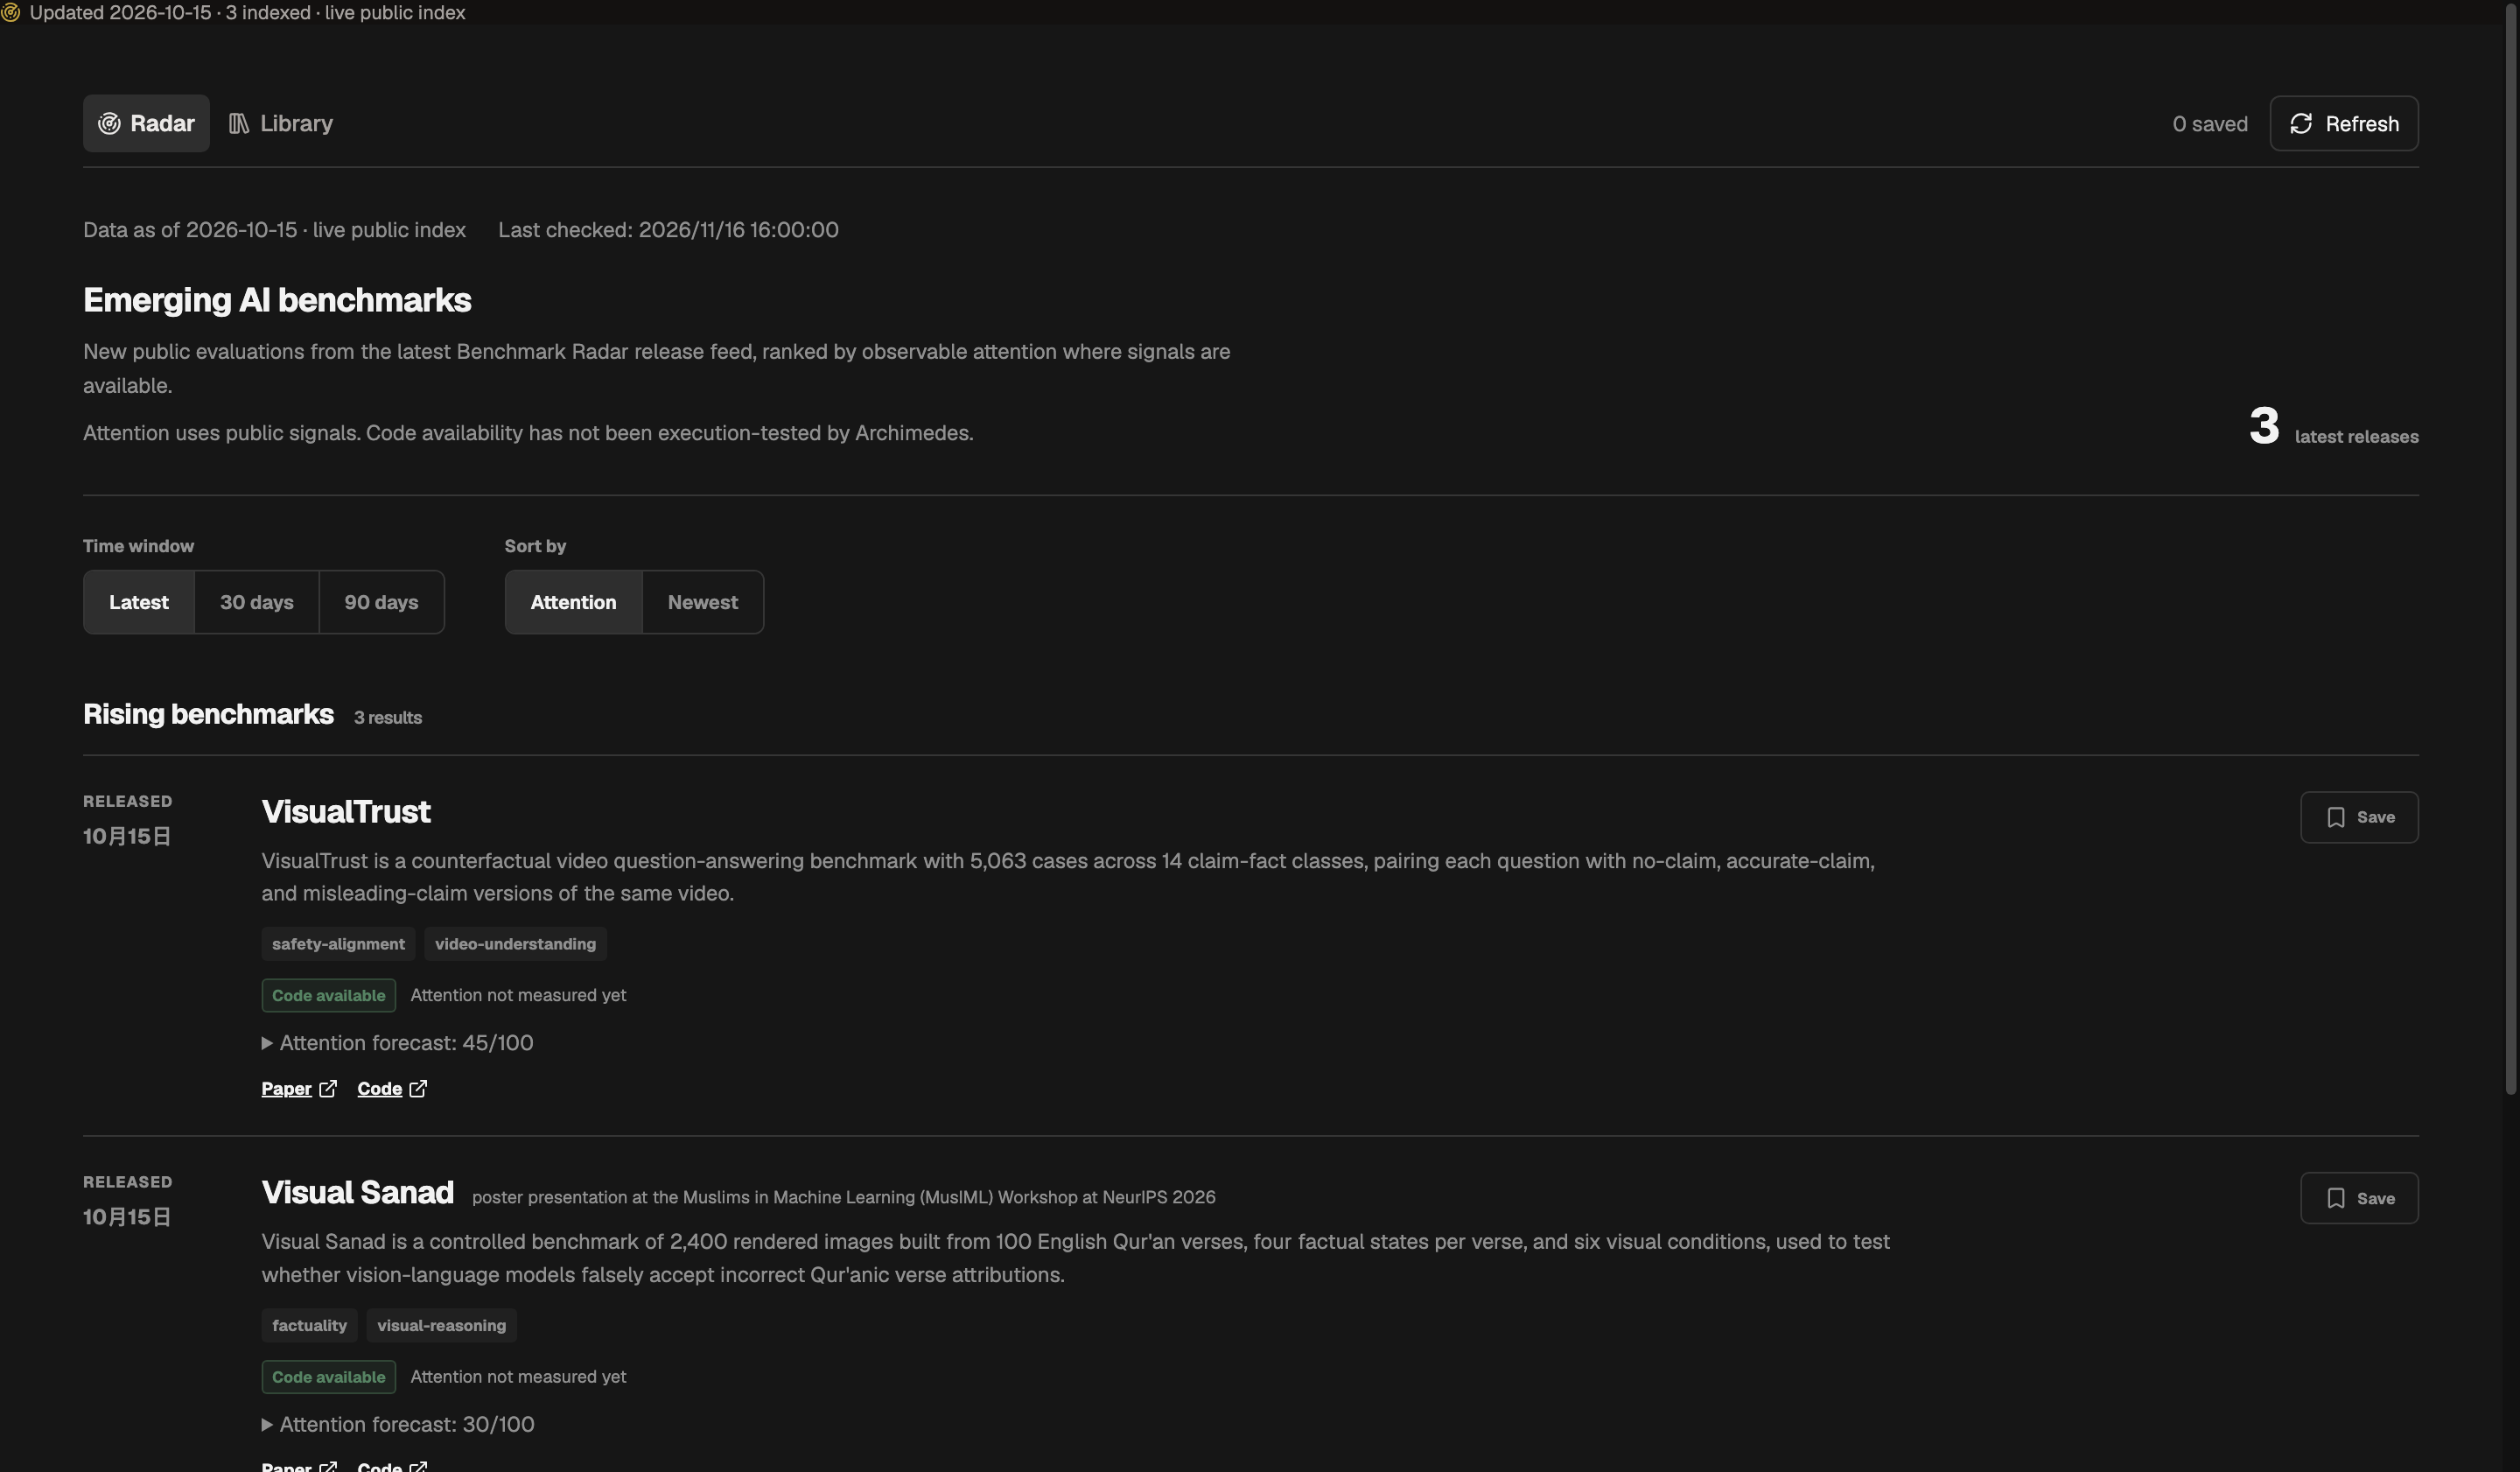 Updated 2026-10-15 · 3 indexed · live public index
Radar
Library
0 saved
Refresh
Data as of 2026-10-15 · live public index
Last checked: 2026/11/16 16:00:00
Emerging AI benchmarks
New public evaluations from the latest Benchmark Radar release feed, ranked by observable attention where signals are
available.
Attention uses public signals. Code availability has not been execution-tested by Archimedes.
3 latest releases
Time window
Sort by
Latest
30 days
90 days
Attention
Newest
Rising benchmarks 3 results
RELEASED
10月15日
VisualTrust
Save
VisualTrust is a counterfactual video question-answering benchmark with 5,063 cases across 14 claim-fact classes, pairing each question with no-claim, accurate-claim,
and misleading-claim versions of the same video.
safety-alignment
video-understanding
Code available
Attention not measured yet
Attention forecast: 45/100
Paper
Code
RELEASED
10月15日
Visual Sanad poster presentation at the Muslims in Machine Learning (MusIML) Workshop at NeurIPS 2026
Save
Visual Sanad is a controlled benchmark of 2,400 rendered images built from 100 English Qur'an verses, four factual states per verse, and six visual conditions, used to test
whether vision-language models falsely accept incorrect Qur'anic verse attributions.
factuality
visual-reasoning
Code available
Attention not measured yet
Attention forecast: 30/100
Paper
Code